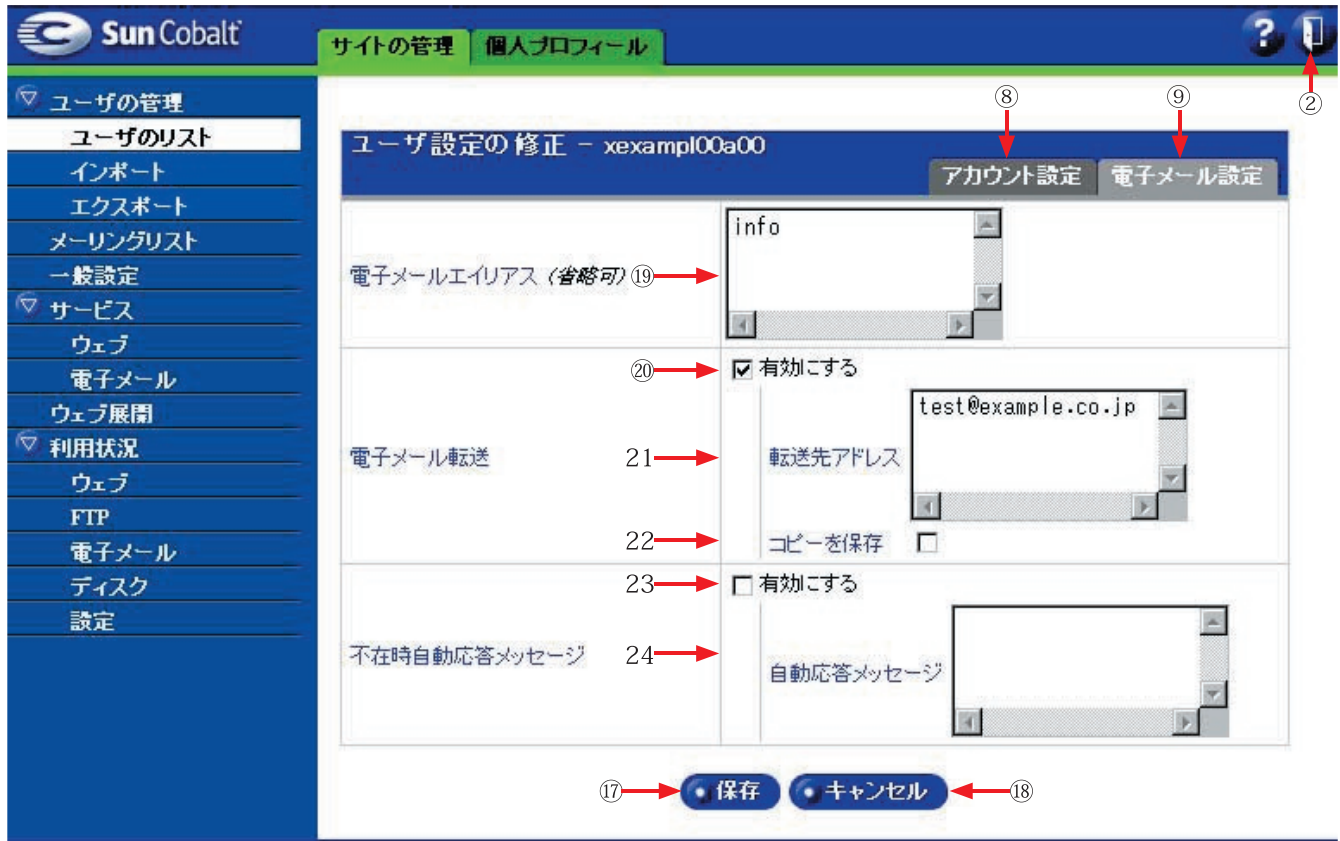 Sun Cobalt
サイトの管理 個人プロフィール
?
②
ユーザの管理
ユーザのリスト
インポート
エクスポート
メーリングリスト
一般設定
サービス
ウェブ
電子メール
ウェブ展開
利用状況
ウェブ
FTP
電子メール
ディスク
設定
⑧ ⑨
ユーザ設定の修正 - xexampl00a00
アカウント設定 電子メール設定
電子メールエイリアス (省略可) ⑲
info
⑳ 有効にする
電子メール転送
21 転送先アドレス
test@example.co.jp
22 コピーを保存
23 有効にする
不在時自動応答メッセージ 24
自動応答メッセージ
⑰ 保存 キャンセル ⑱